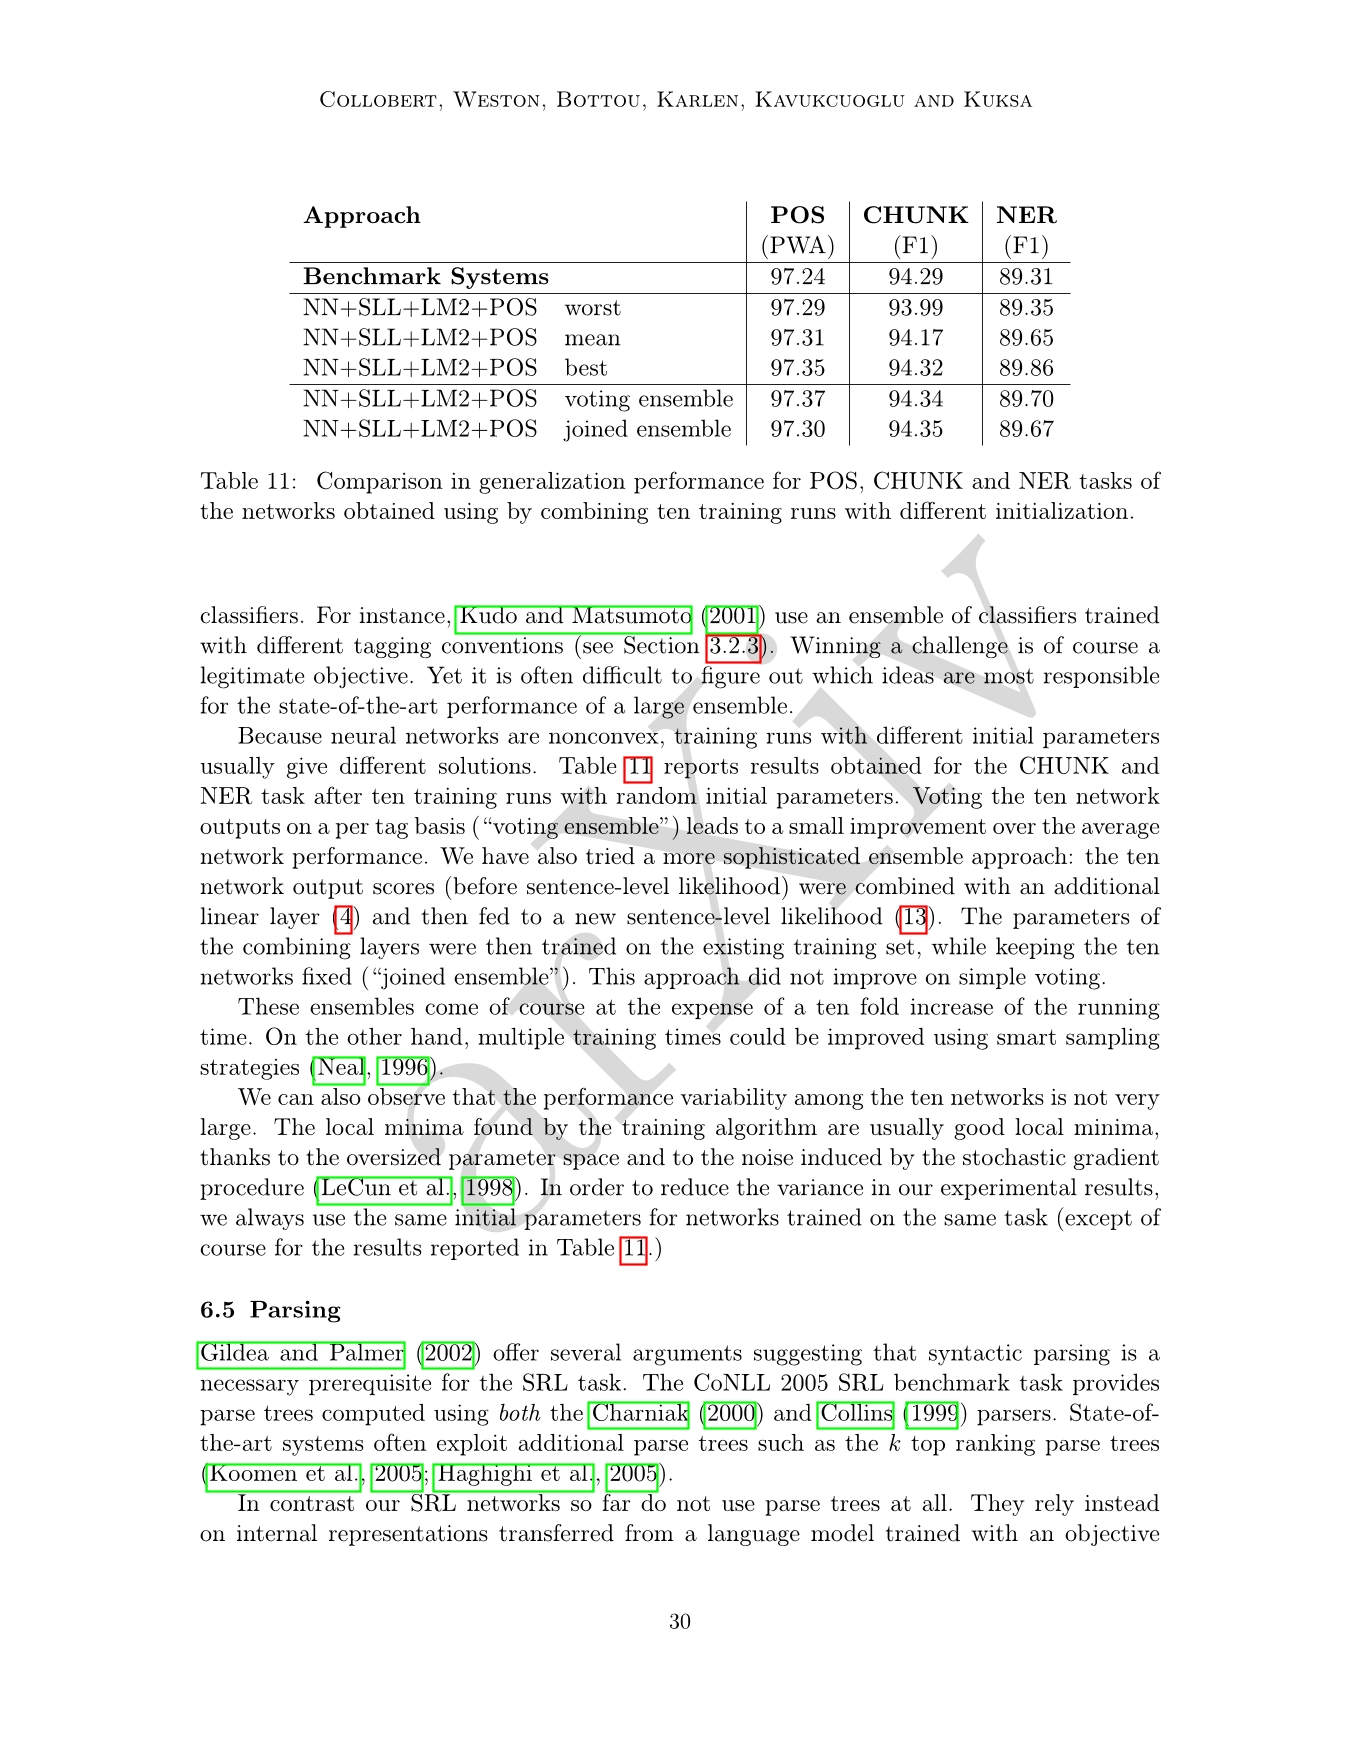 Collobert, Weston, Bottou, Karlen, Kavukcuoglu and Kuksa
Approach POS CHUNK NER
(PWA) (F1) (F1)
Benchmark Systems 97.24 94.29 89.31
NN+SLL+LM2+POS worst 97.29 93.99 89.35
NN+SLL+LM2+POS mean 97.31 94.17 89.65
NN+SLL+LM2+POS best 97.35 94.32 89.86
NN+SLL+LM2+POS voting ensemble 97.37 94.34 89.70
NN+SLL+LM2+POS joined ensemble 97.30 94.35 89.67
Table 11: Comparison in generalization performance for POS, CHUNK and NER tasks of
the networks obtained using by combining ten training runs with different initialization.
classifiers. For instance, Kudo and Matsumoto (2001) use an ensemble of classifiers trained
with different tagging conventions (see Section 3.2.3). Winning a challenge is of course a
legitimate objective. Yet it is often difficult to figure out which ideas are most responsible
for the state-of-the-art performance of a large ensemble.
Because neural networks are nonconvex, training runs with different initial parameters
usually give different solutions. Table 11 reports results obtained for the CHUNK and
NER task after ten training runs with random initial parameters. Voting the ten network
outputs on a per tag basis (“voting ensemble”) leads to a small improvement over the average
network performance. We have also tried a more sophisticated ensemble approach: the ten
network output scores (before sentence-level likelihood) were combined with an additional
linear layer (4) and then fed to a new sentence-level likelihood (13). The parameters of
the combining layers were then trained on the existing training set, while keeping the ten
networks fixed (“joined ensemble”). This approach did not improve on simple voting.
These ensembles come of course at the expense of a ten fold increase of the running
time. On the other hand, multiple training times could be improved using smart sampling
strategies (Neal, 1996).
We can also observe that the performance variability among the ten networks is not very
large. The local minima found by the training algorithm are usually good local minima,
thanks to the oversized parameter space and to the noise induced by the stochastic gradient
procedure (LeCun et al., 1998). In order to reduce the variance in our experimental results,
we always use the same initial parameters for networks trained on the same task (except of
course for the results reported in Table 11.)
6.5 Parsing
Gildea and Palmer (2002) offer several arguments suggesting that syntactic parsing is a
necessary prerequisite for the SRL task. The CoNLL 2005 SRL benchmark task provides
parse trees computed using both the Charniak (2000) and Collins (1999) parsers. State-of-
the-art systems often exploit additional parse trees such as the k top ranking parse trees
(Koomen et al., 2005; Haghighi et al., 2005).
In contrast our SRL networks so far do not use parse trees at all. They rely instead
on internal representations transferred from a language model trained with an objective
30
arXiv